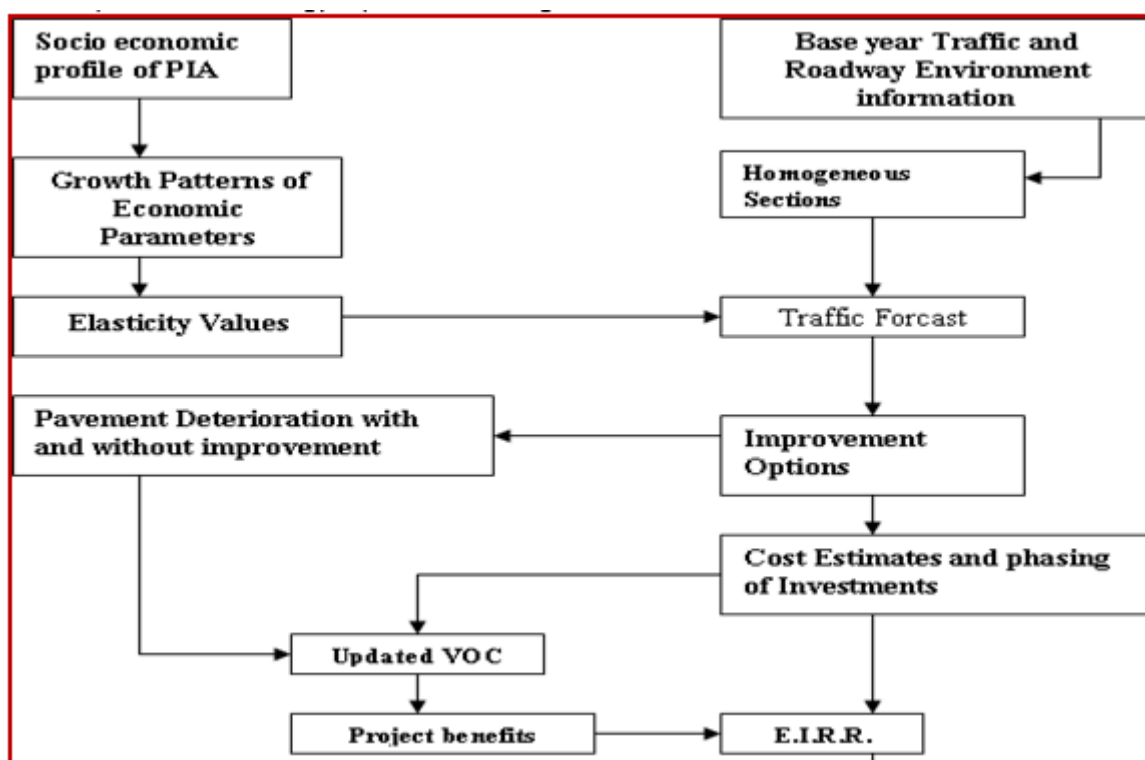 Socio economic
profile of PIA
Base year Traffic and
Roadway Environment
information
Growth Patterns of
Economic
Parameters
Homogeneous
Sections
Elasticity Values
Traffic Forcast
Pavement Deterioration with
and without improvement
Improvement
Options
Cost Estimates and phasing
of Investments
Updated VOC
Project benefits
E.I.R.R.